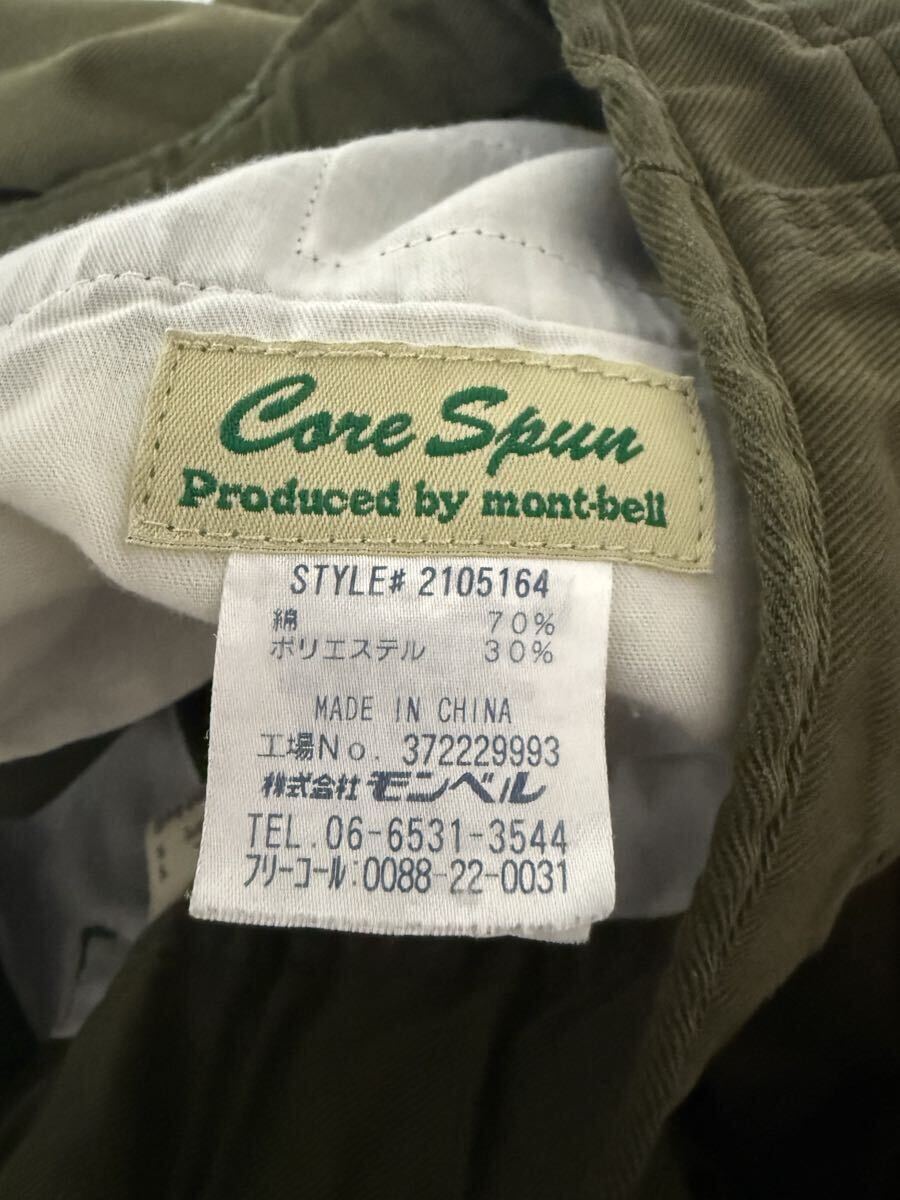 Core Spun
Produced by mont-bell
STYLE# 2105164
綿 70%
ポリエステル 30%
MADE IN CHINA
工場No. 372229993
株式会社 モンベル
TEL. 06-6531-3544
フリーコール:0088-22-0031